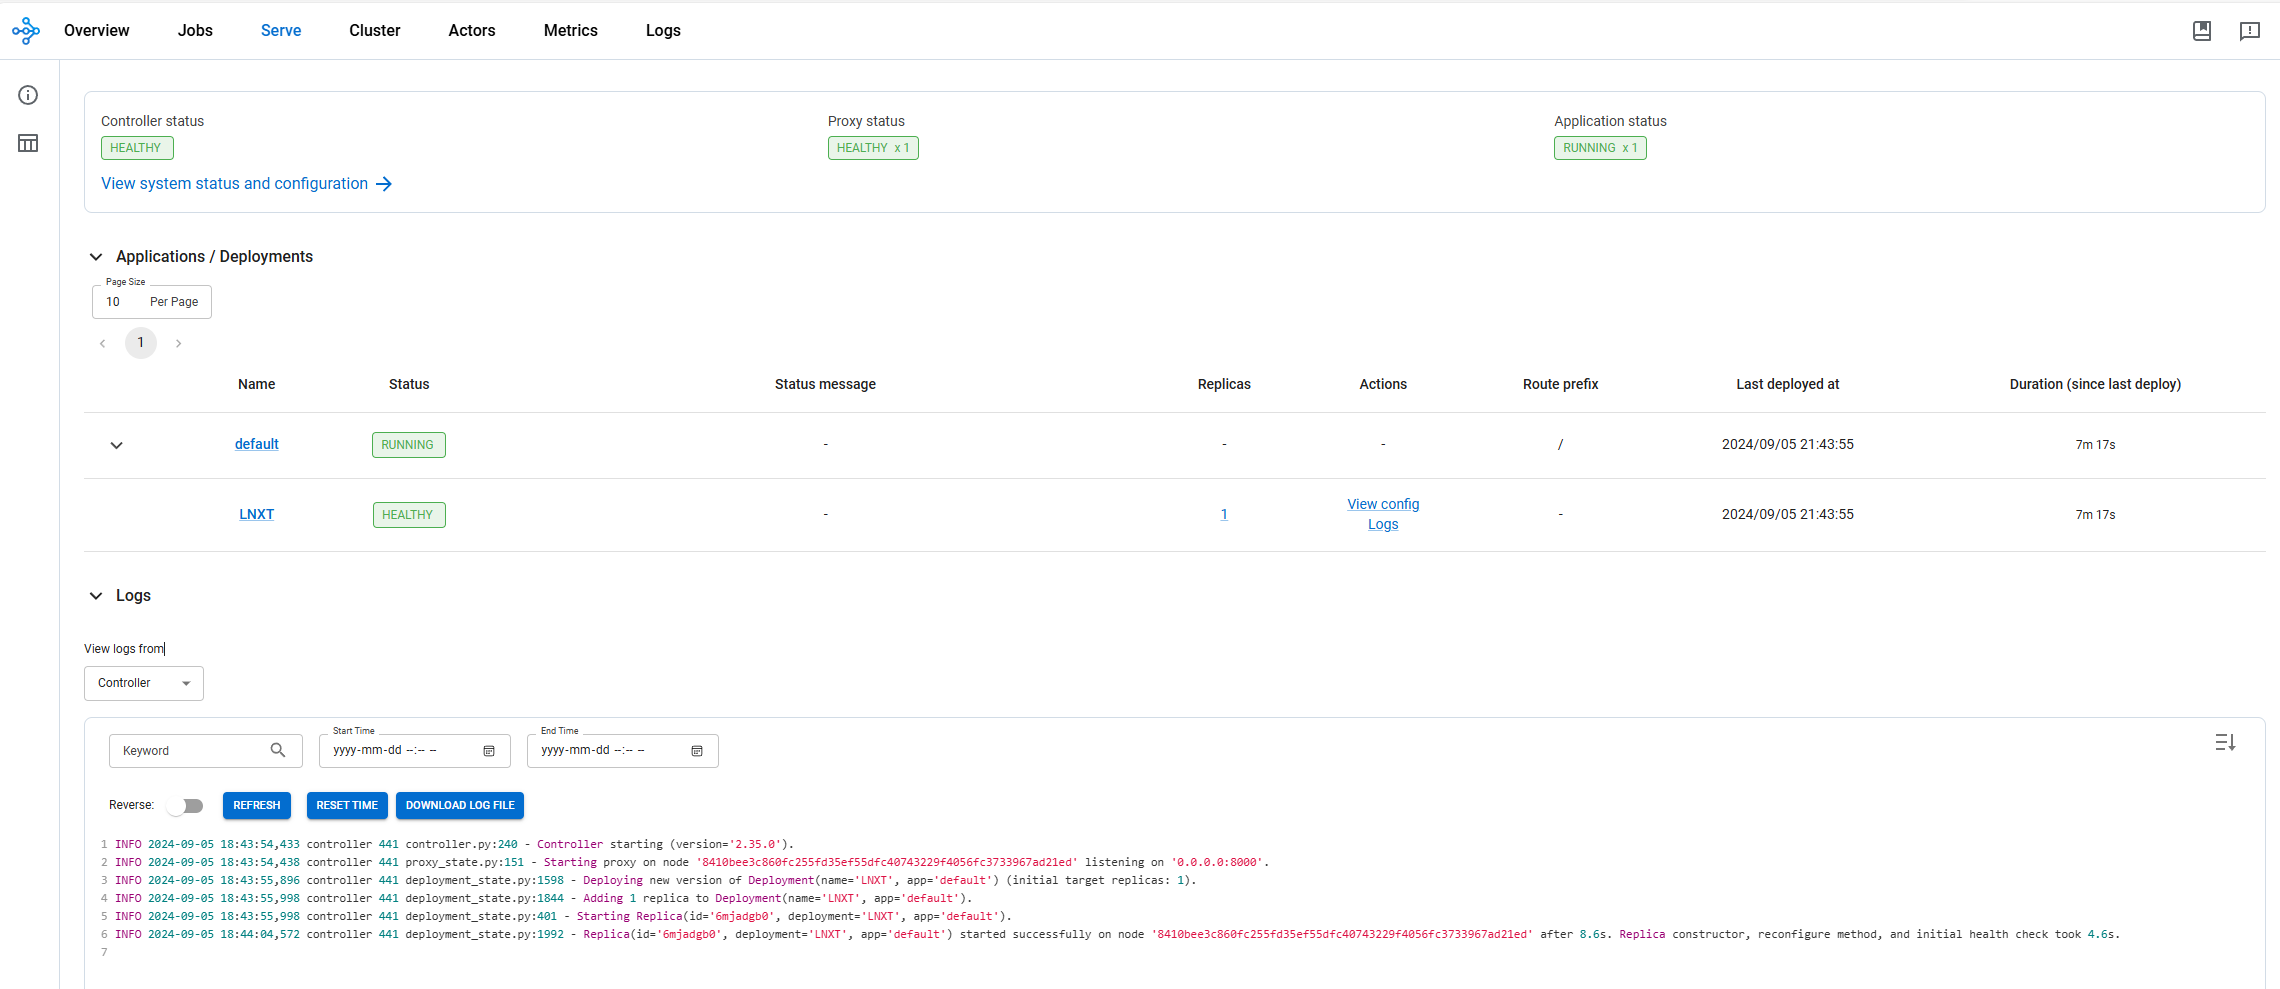 Overview Jobs Serve Cluster Actors Metrics Logs
Controller status Proxy status Application status
HEALTHY HEALTHY x 1 RUNNING x 1
View system status and configuration
Applications / Deployments
Page Size
10 Per Page
1
Name Status Status message Replicas Actions Route prefix Last deployed at Duration (since last deploy)
default RUNNING - - - / 2024/09/05 21:43:55 7m 17s
LNXT HEALTHY - 1 View config - 2024/09/05 21:43:55 7m 17s
Logs
Logs
View logs from
Controller
Start Time End Time
Keyword yyyy-mm-dd --:-- -- yyyy-mm-dd --:-- --
Reverse: REFRESH RESET TIME DOWNLOAD LOG FILE
1 INFO 2024-09-05 18:43:54,433 controller 441 controller.py:240 - Controller starting (version='2.35.0').
2 INFO 2024-09-05 18:43:54,438 controller 441 proxy_state.py:151 - Starting proxy on node '8410bee3c860fc255fd35ef55dfc40743229f4056fc3733967ad21ed' listening on '0.0.0.0:8000'.
3 INFO 2024-09-05 18:43:55,896 controller 441 deployment_state.py:1598 - Deploying new version of Deployment(name='LNXT', app='default') (initial target replicas: 1).
4 INFO 2024-09-05 18:43:55,998 controller 441 deployment_state.py:1844 - Adding 1 replica to Deployment(name='LNXT', app='default').
5 INFO 2024-09-05 18:43:55,998 controller 441 deployment_state.py:401 - Starting Replica(id='6mjadgb0', deployment='LNXT', app='default').
6 INFO 2024-09-05 18:44:04,572 controller 441 deployment_state.py:1992 - Replica(id='6mjadgb0', deployment='LNXT', app='default') started successfully on node '8410bee3c860fc255fd35ef55dfc40743229f4056fc3733967ad21ed' after 8.6s. Replica constructor, reconfigure method, and initial health check took 4.6s.
7